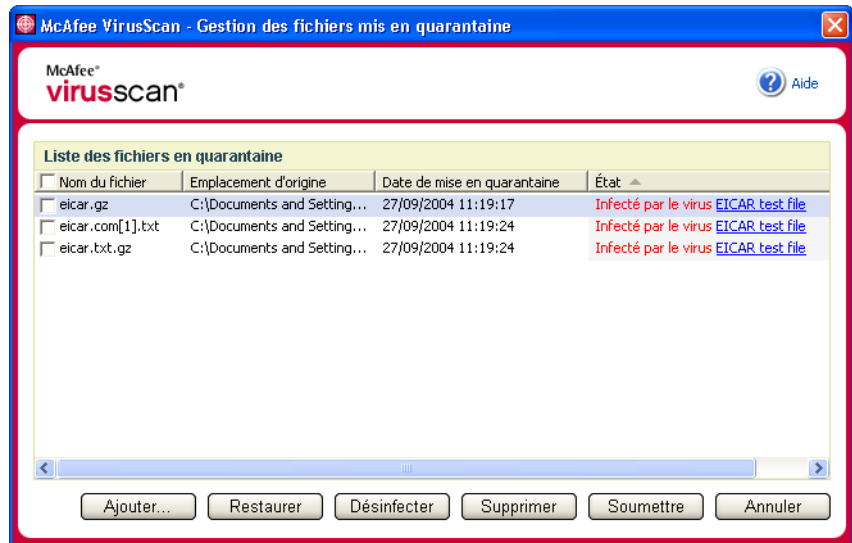 McAfee VirusScan - Gestion des fichiers mis en quarantaine
McAfee®
virusscan®
Aide
Liste des fichiers en quarantaine
Nom du fichier Emplacement d'origine Date de mise en quarantaine État
eicar.gz C:\Documents and Setting... 27/09/2004 11:19:17 Infecté par le virus EICAR test file
eicar.com[1].txt C:\Documents and Setting... 27/09/2004 11:19:24 Infecté par le virus EICAR test file
eicar.txt.gz C:\Documents and Setting... 27/09/2004 11:19:24 Infecté par le virus EICAR test file
Ajouter... Restaurer Désinfecter Supprimer Soumettre Annuler